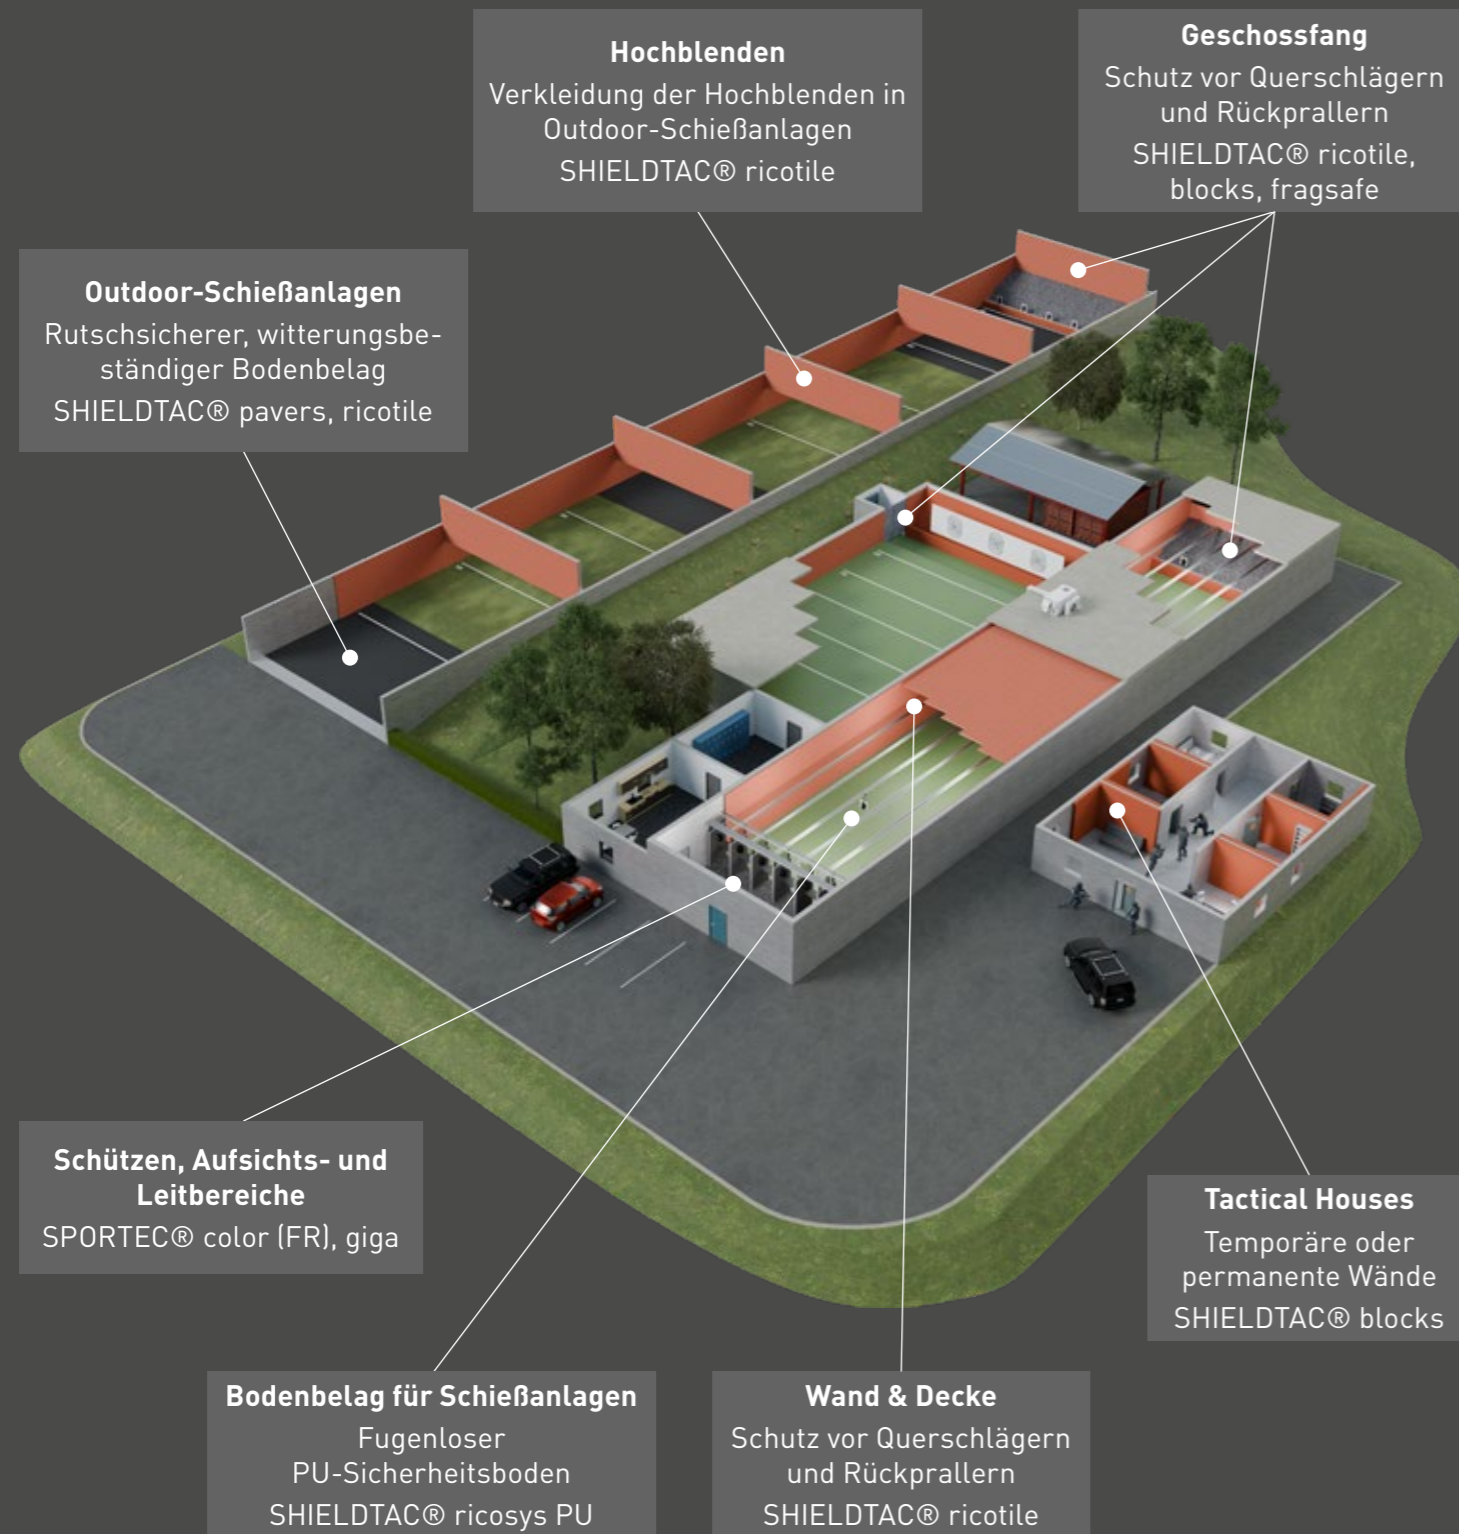 Hochblenden
Verkleidung der Hochblenden in
Outdoor-Schießanlagen
SHIELDTAC® ricotile
Geschossfang
Schutz vor Querschlägern
und Rückprallern
SHIELDTAC® ricotile,
blocks, fragsafe
Outdoor-Schießanlagen
Rutschsicherer, witterungsbe-
ständiger Bodenbelag
SHIELDTAC® pavers, ricotile
Schützen, Aufsichts- und
Leitbereiche
SPORTEC® color (FR), giga
Tactical Houses
Temporäre oder
permanente Wände
SHIELDTAC® blocks
Bodenbelag für Schießanlagen
Fugenloser
PU-Sicherheitsboden
SHIELDTAC® ricosys PU
Wand & Decke
Schutz vor Querschlägern
und Rückprallern
SHIELDTAC® ricotile